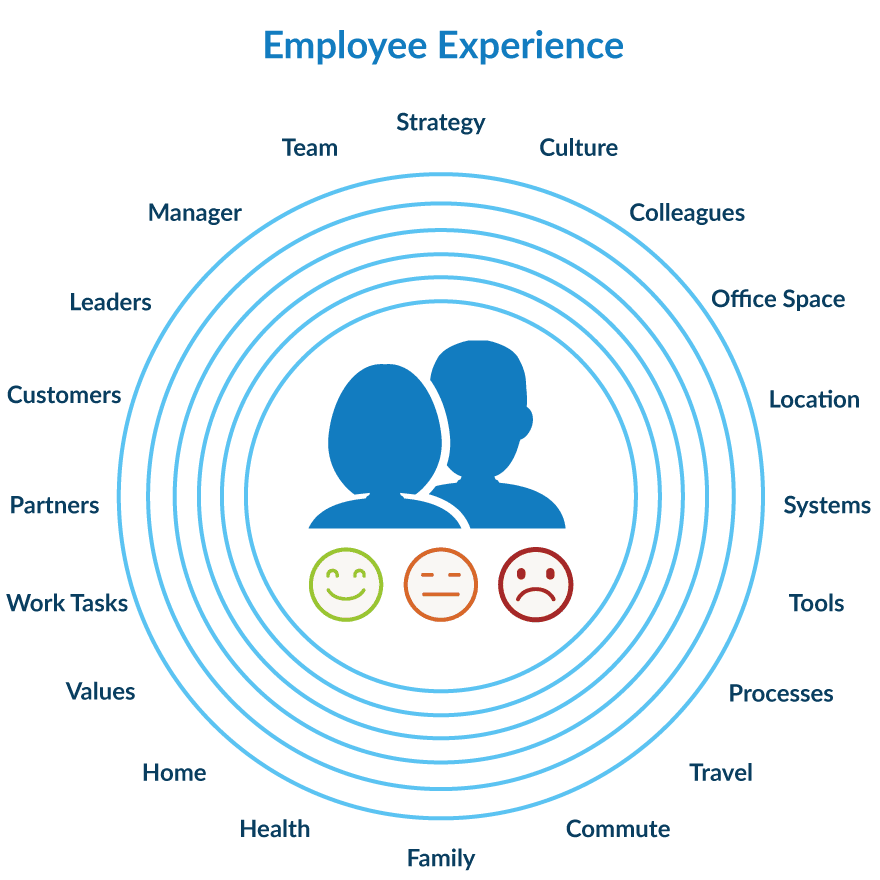 Employee Experience
Strategy
Culture
Colleagues
Office Space
Location
Systems
Tools
Processes
Travel
Commute
Family
Health
Home
Values
Work Tasks
Partners
Customers
Leaders
Manager
Team